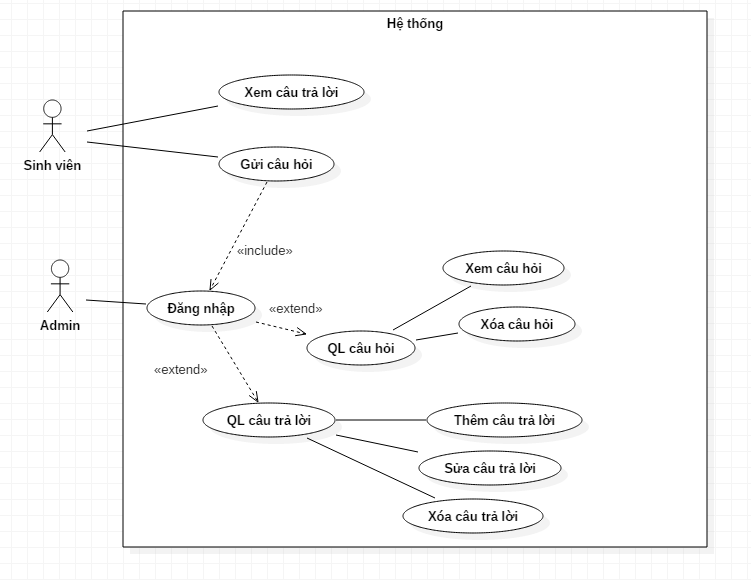 Hệ thống
Xem câu trả lời
Sinh viên
Gửi câu hỏi
«include»
Xem câu hỏi
Admin
Đăng nhập
«extend»
Xóa câu hỏi
QL câu hỏi
«extend»
QL câu trả lời
Thêm câu trả lời
Sửa câu trả lời
Xóa câu trả lời